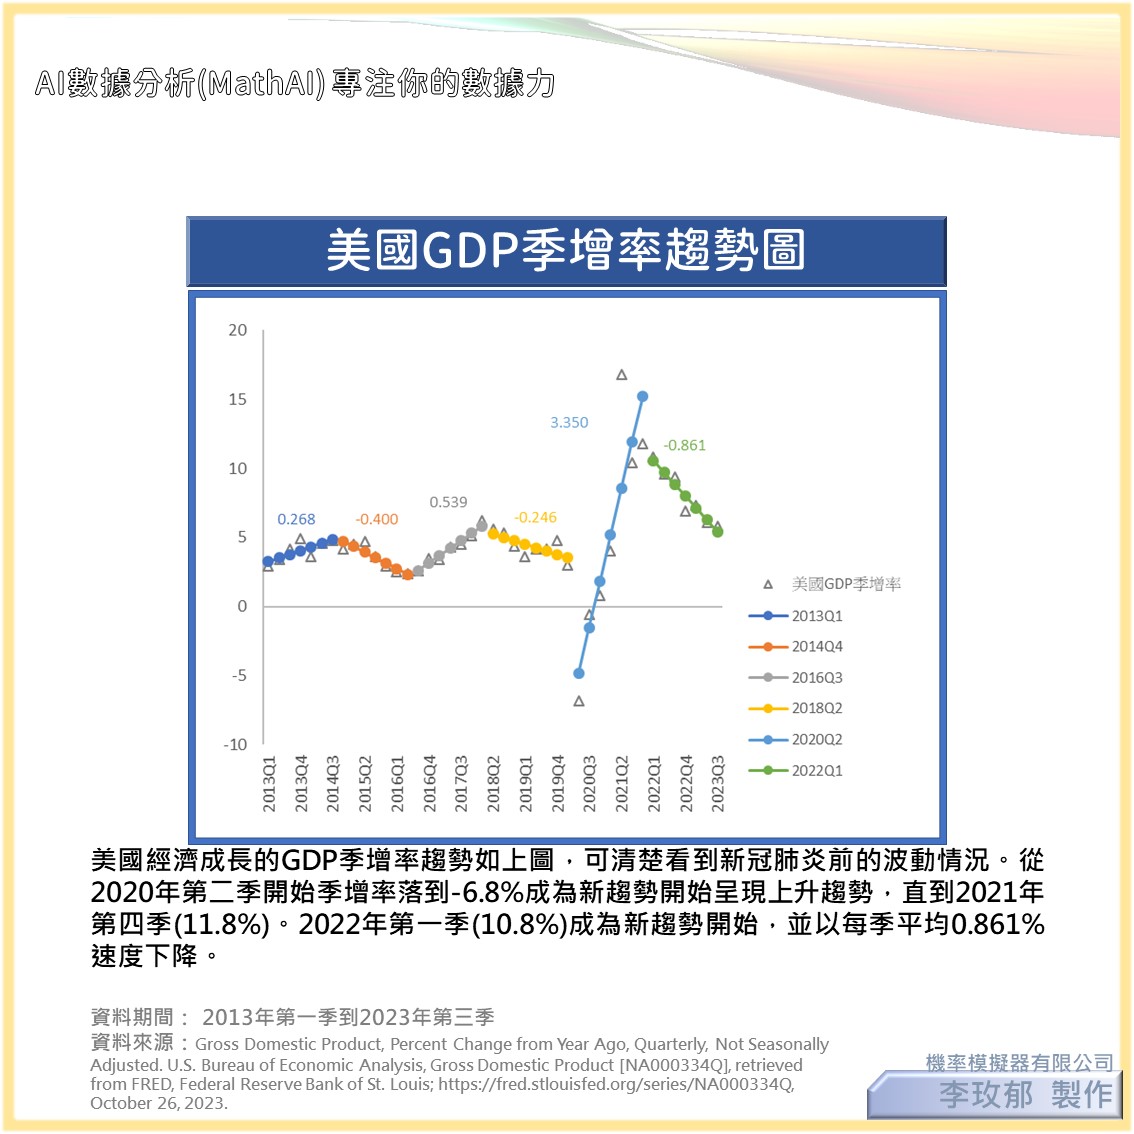 AI數據分析(MathAI) 專注你的數據力
美國GDP季增率趨勢圖
20
15
10
5
0
-5
-10
0.268
-0.400
0.539
-0.246
3.350
-0.861
2013Q1
2013Q4
2014Q3
2015Q2
2016Q1
2016Q4
2017Q3
2018Q2
2019Q1
2019Q4
2020Q3
2021Q2
2022Q1
2022Q4
2023Q3
美國GDP季增率
2013Q1
2014Q4
2016Q3
2018Q2
2020Q2
2022Q1
美國經濟成長的GDP季增率趨勢如上圖，可清楚看到新冠肺炎前的波動情況。從
2020年第二季開始季增率落到-6.8%成為新趨勢開始呈現上升趨勢，直到2021年
第四季(11.8%)。2022年第一季(10.8%)成為新趨勢開始，並以每季平均0.861%
速度下降。
資料期間： 2013年第一季到2023年第三季
資料來源：Gross Domestic Product, Percent Change from Year Ago, Quarterly, Not Seasonally
Adjusted. U.S. Bureau of Economic Analysis, Gross Domestic Product [NA000334Q], retrieved
from FRED, Federal Reserve Bank of St. Louis; https://fred.stlouisfed.org/series/NA000334Q,
October 26, 2023.
機率模擬器有限公司
李玫郁 製作